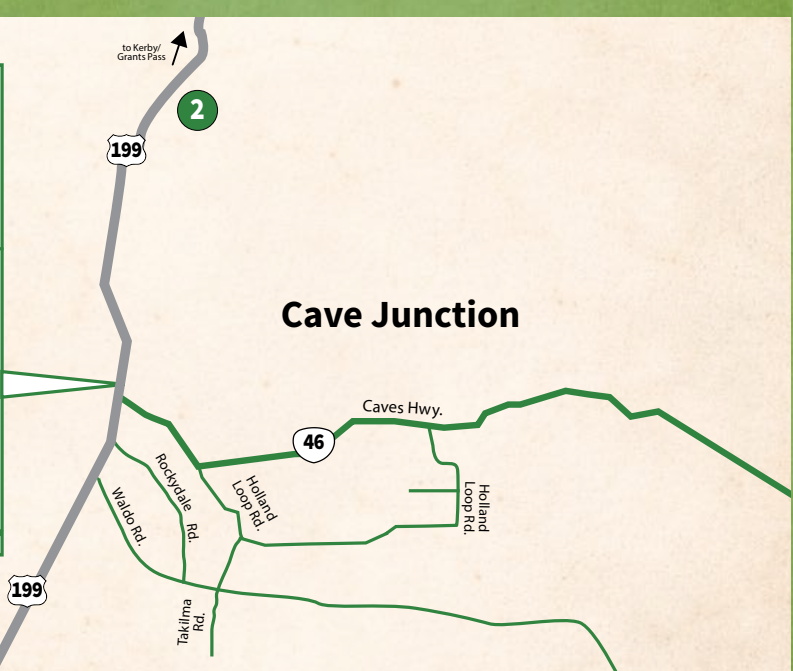 to Kerby/
Grants Pass
2
199
Cave Junction
Caves Hwy.
46
Rockydale Rd.
Holland
Loop Rd.
Holland
Loop Rd.
Waldo Rd.
199
Takilma
Rd.